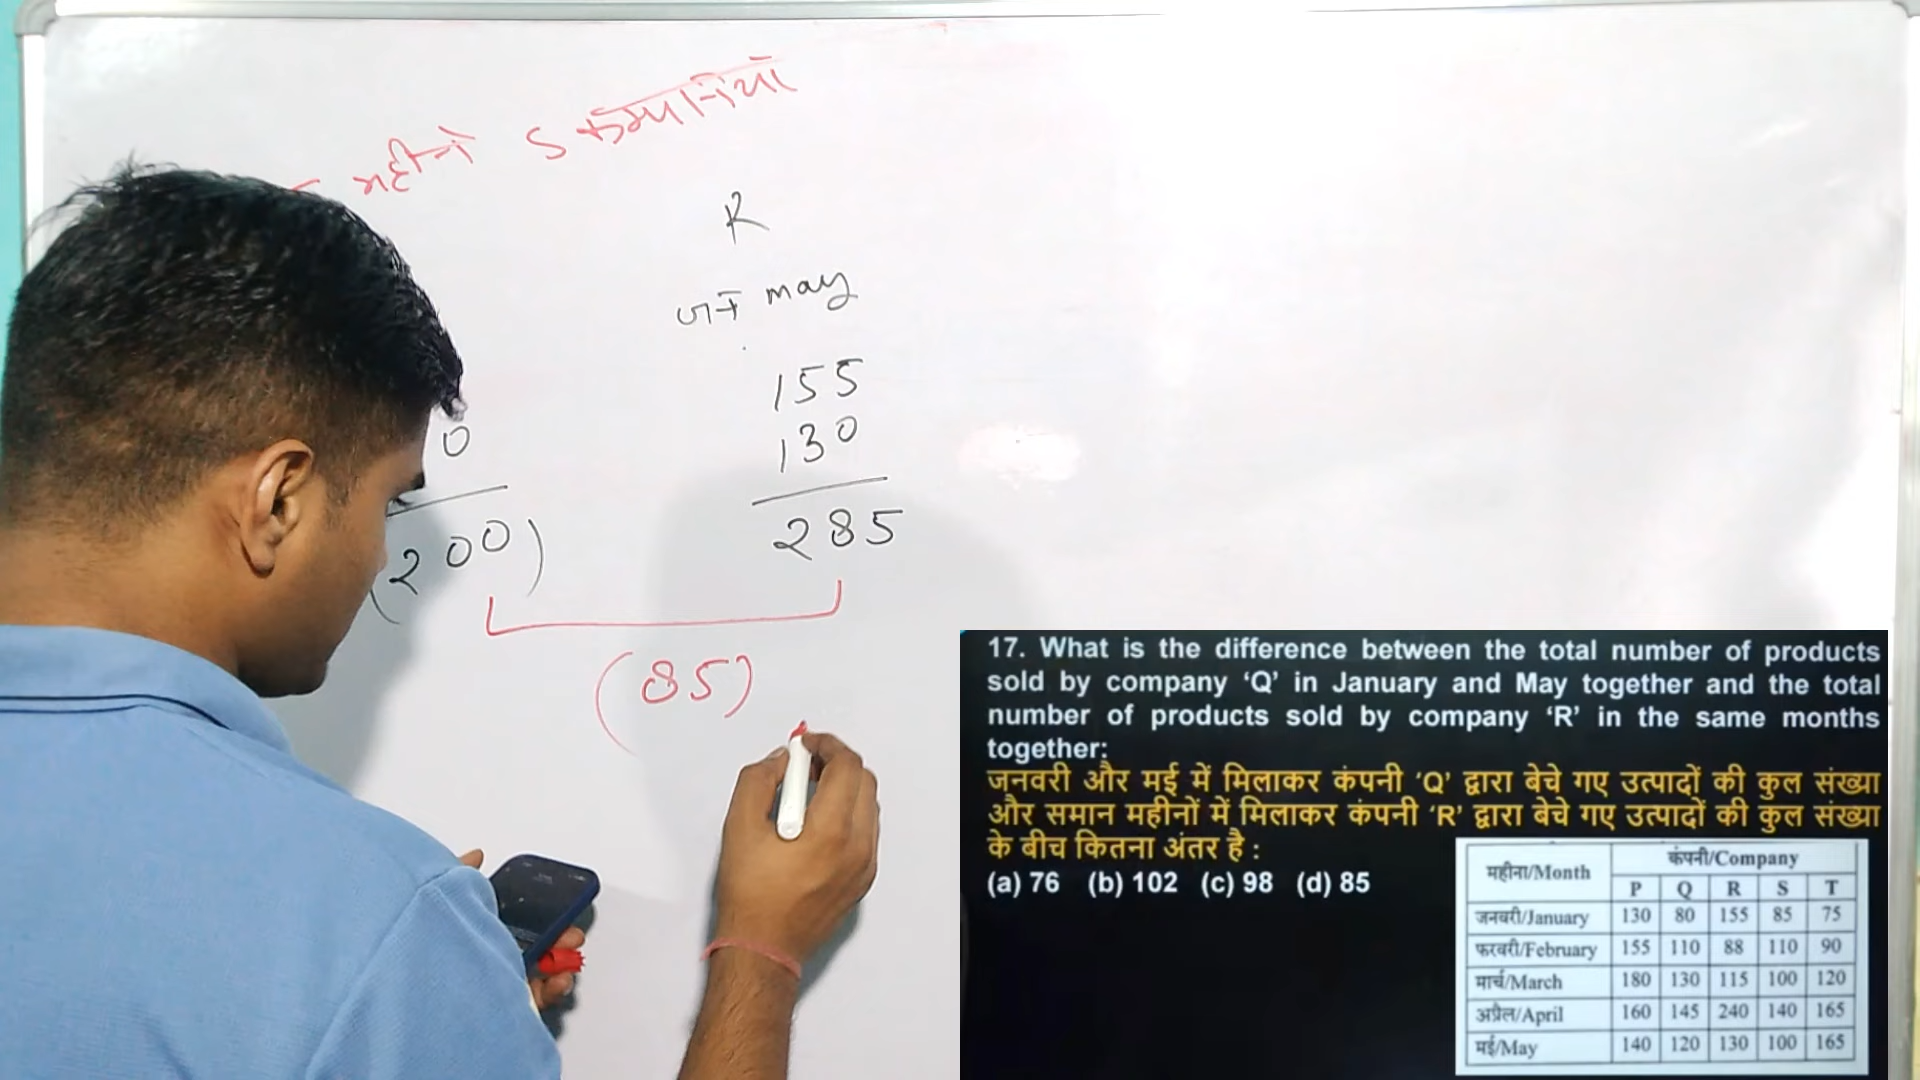 महीने 5 कम्पनियों
R
जन may
155
130
285
0
(200)
(85)
17. What is the difference between the total number of products
sold by company ‘Q’ in January and May together and the total
number of products sold by company ‘R’ in the same months
together:
जनवरी और मई में मिलाकर कंपनी ‘Q’ द्वारा बेचे गए उत्पादों की कुल संख्या
और समान महीनों में मिलाकर कंपनी ‘R’ द्वारा बेचे गए उत्पादों की कुल संख्या
के बीच कितना अंतर है :
(a) 76 (b) 102 (c) 98 (d) 85
महीना/Month कंपनी/Company
P Q R S T
जनवरी/January 130 80 155 85 75
फरवरी/February 155 110 88 110 90
मार्च/March 180 130 115 100 120
अप्रैल/April 160 145 240 140 165
मई/May 140 120 130 100 165